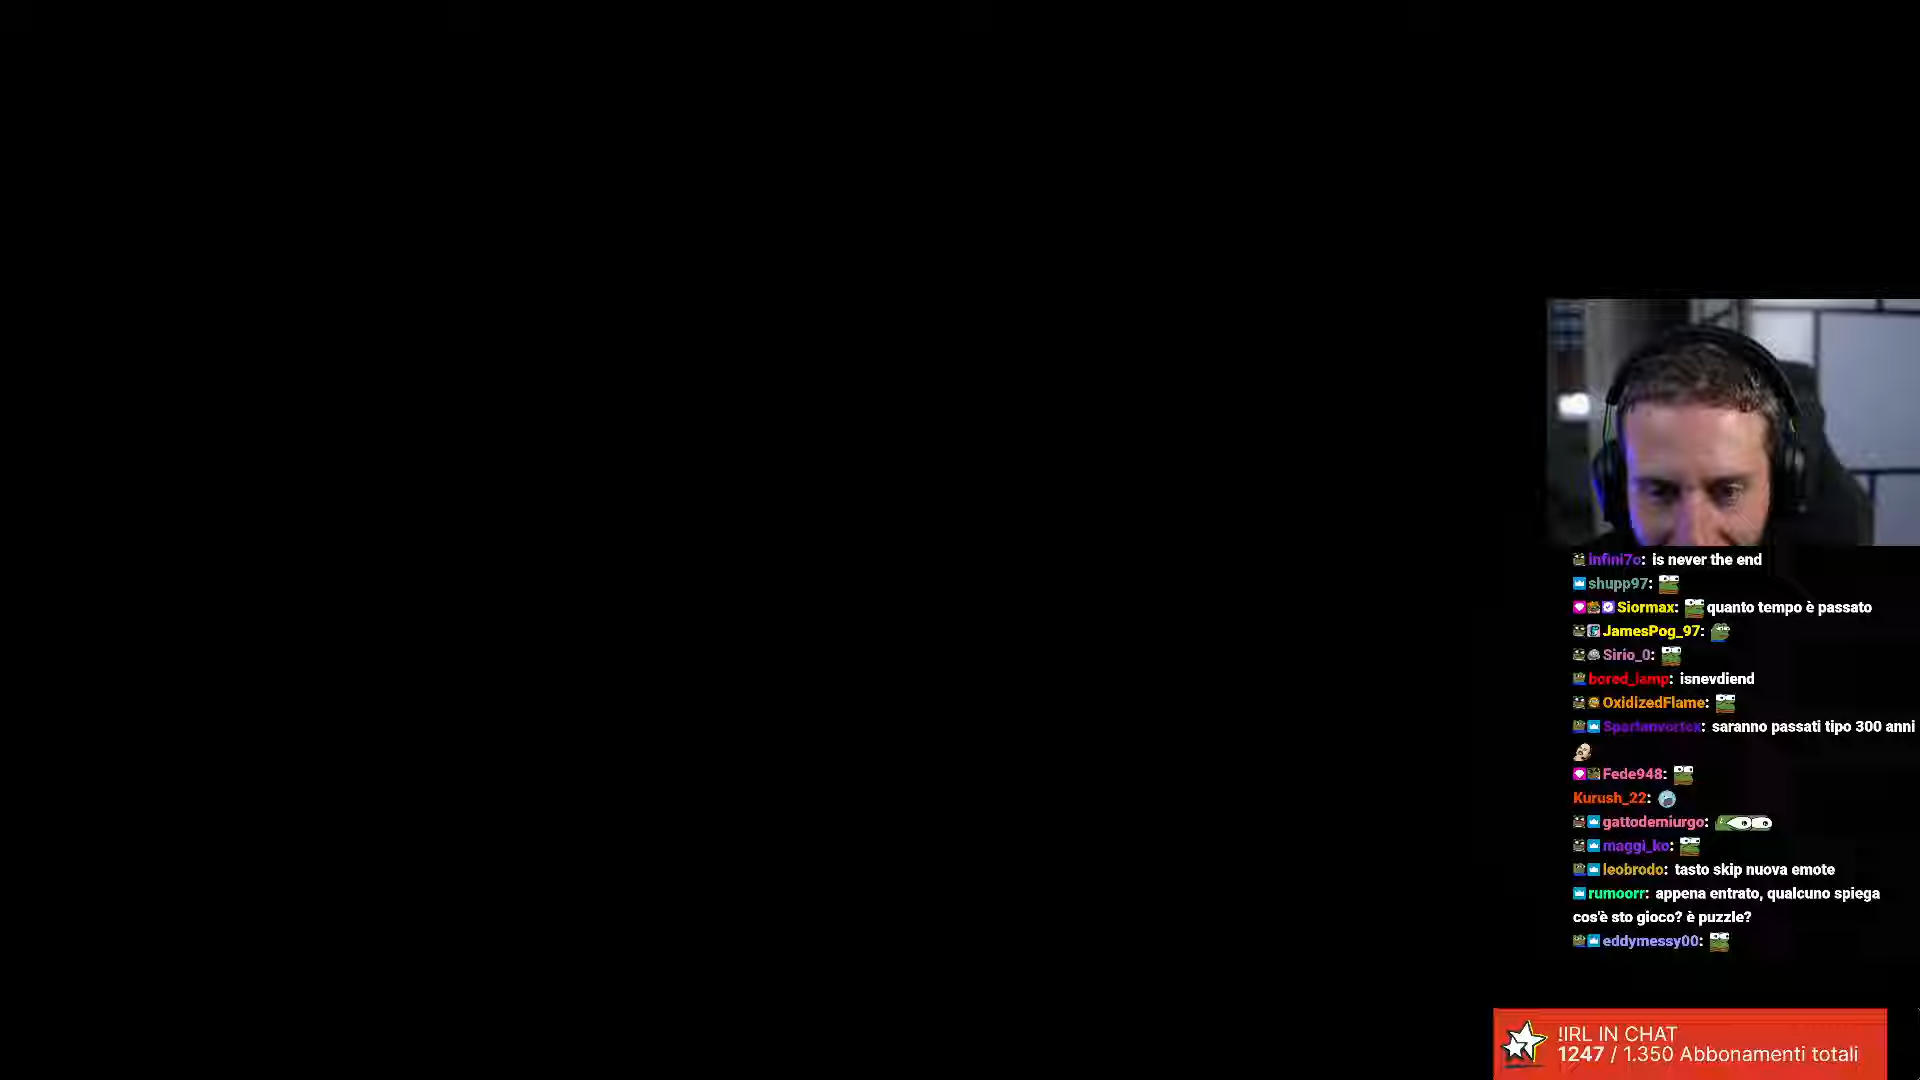 infini7o: is never the end
shupp97:
Siormax: quanto tempo è passato
JamesPog_97:
Sirio_0:
bored_lamp: isnevdiend
OxidizedFlame:
Spartanvortex: saranno passati tipo 300 anni
Fede948:
Kurush_22:
gattodemiurgo:
maggi_ko:
leobrodo: tasto skip nuova emote
rumoorr: appena entrato, qualcuno spiega
cos'è sto gioco? è puzzle?
eddymessy00:
!IRL IN CHAT
1247 / 1.350 Abbonamenti totali